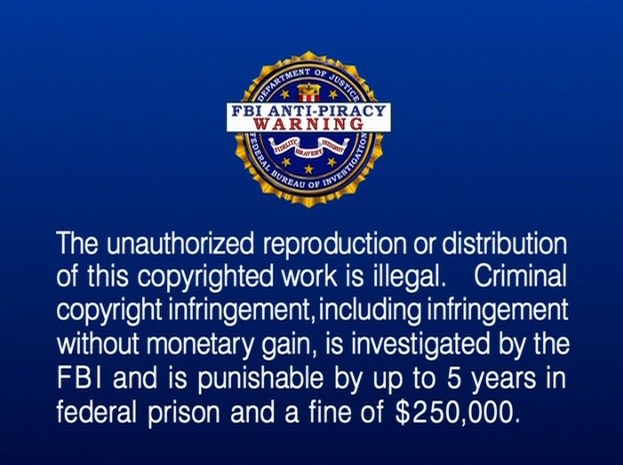 DEPARTMENT OF JUSTICE
FBI ANTI-PIRACY
WARNING
FIDELITY BRAVERY INTEGRITY
FEDERAL BUREAU OF INVESTIGATION
The unauthorized reproduction or distribution
of this copyrighted work is illegal. Criminal
copyright infringement, including infringement
without monetary gain, is investigated by the
FBI and is punishable by up to 5 years in
federal prison and a fine of $250,000.